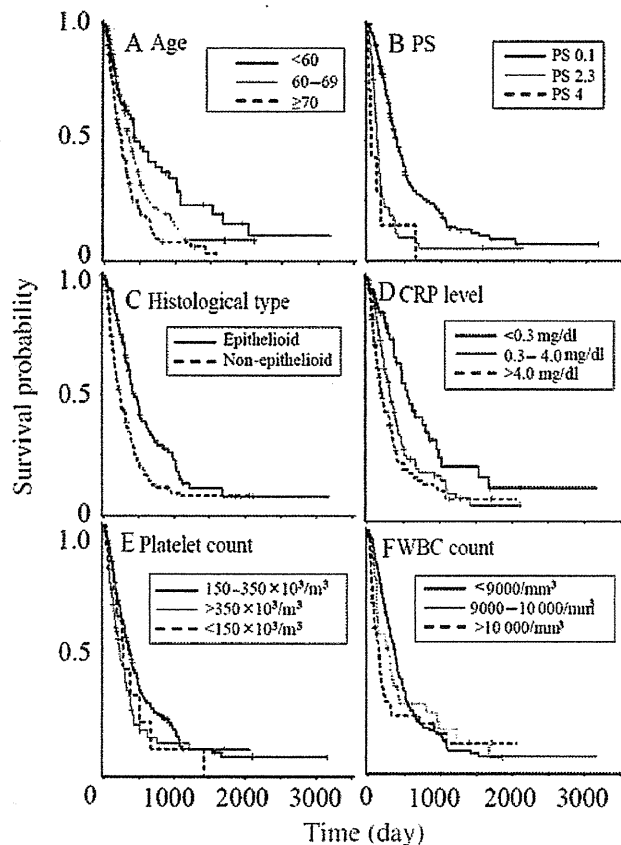 1.0
A Age
<60
60–69
≥70
0.5
0
B PS
PS 0.1
PS 2.3
PS 4
Survival probability
1.0
C Histological type
Epithelioid
Non-epithelioid
0.5
0
D CRP level
<0.3 mg/dl
0.3–4.0 mg/dl
>4.0 mg/dl
1.0
E Platelet count
150–350 ×10³/m³
>350 ×10³/m³
<150 ×10³/m³
0.5
F WBC count
<9000/mm³
9000–10 000/mm³
>10 000/mm³
0
0 1000 2000 3000
0 1000 2000 3000
Time (day)